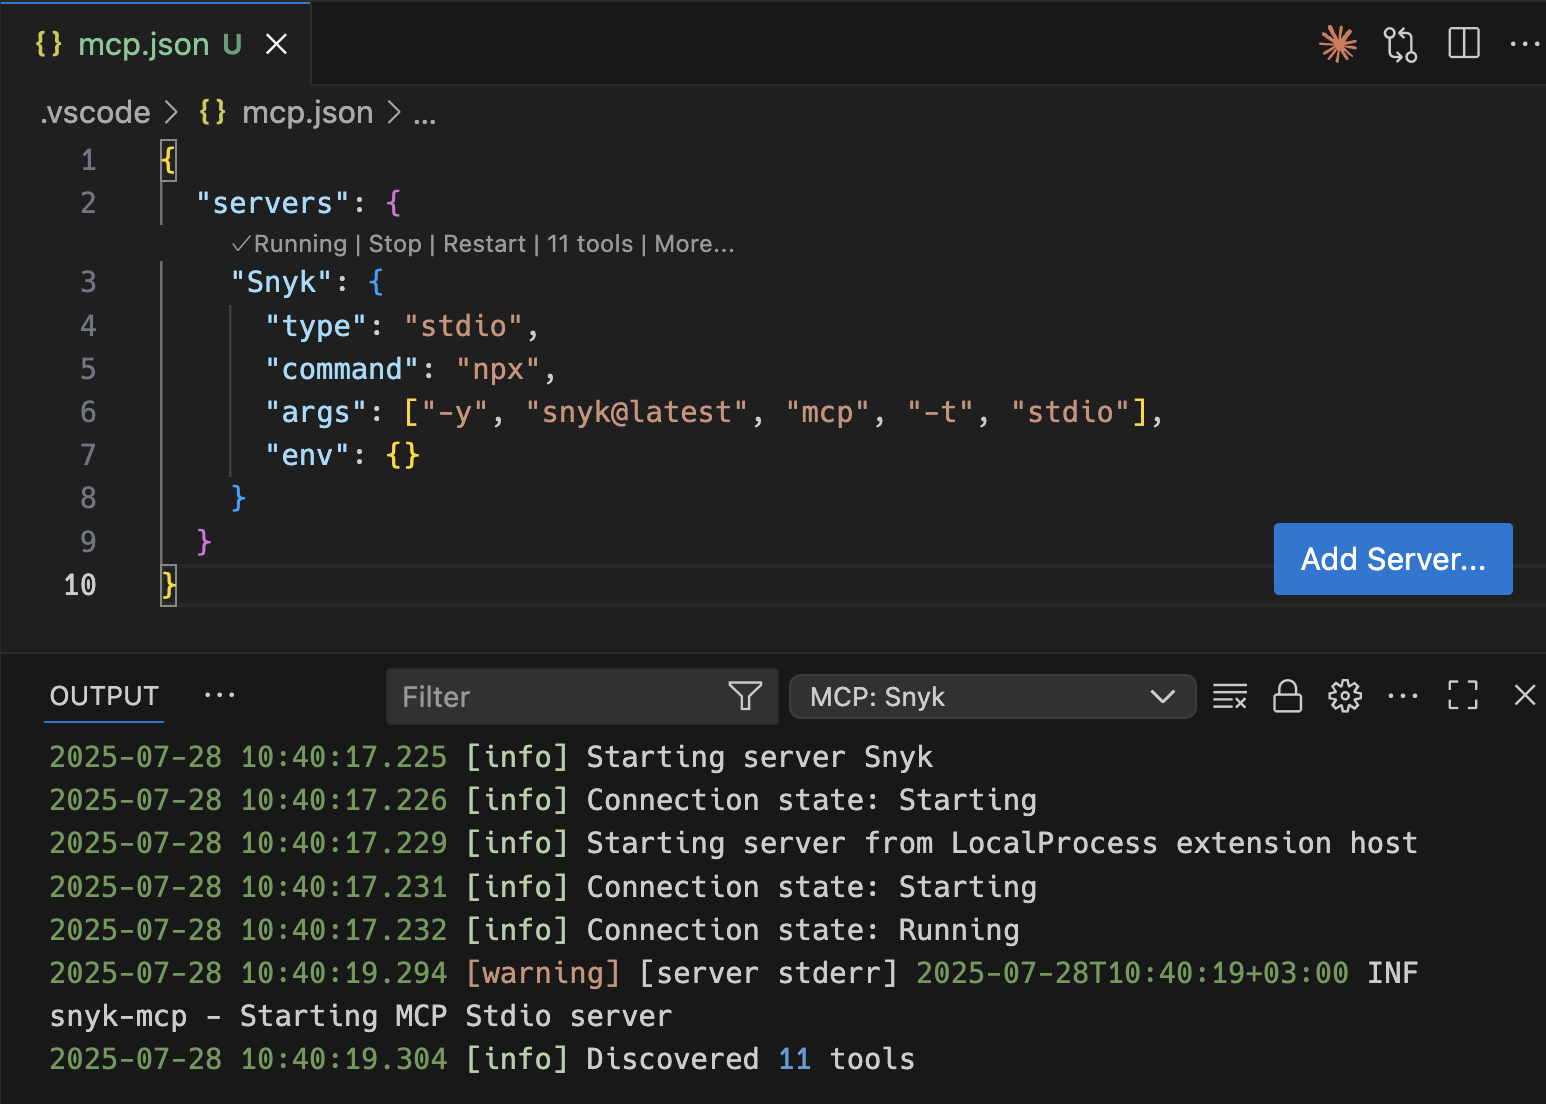 {} mcp.json U
.vscode > {} mcp.json > ...
1 {
2   "servers": {
✓Running | Stop | Restart | 11 tools | More...
3     "Snyk": {
4       "type": "stdio",
5       "command": "npx",
6       "args": ["-y", "snyk@latest", "mcp", "-t", "stdio"],
7       "env": {}
8     }
9   }
10 }
Add Server...
OUTPUT ... Filter MCP: Snyk
2025-07-28 10:40:17.225 [info] Starting server Snyk
2025-07-28 10:40:17.226 [info] Connection state: Starting
2025-07-28 10:40:17.229 [info] Starting server from LocalProcess extension host
2025-07-28 10:40:17.231 [info] Connection state: Starting
2025-07-28 10:40:17.232 [info] Connection state: Running
2025-07-28 10:40:19.294 [warning] [server stderr] 2025-07-28T10:40:19+03:00 INF
snyk-mcp - Starting MCP Stdio server
2025-07-28 10:40:19.304 [info] Discovered 11 tools